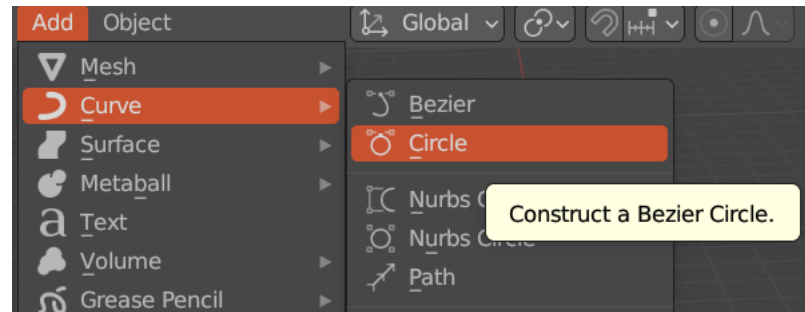 Add Object Global
Mesh
Curve
Surface
Metaball
Text
Volume
Grease Pencil
Bezier
Circle
Nurbs
Nurbs Circle
Path
Construct a Bezier Circle.